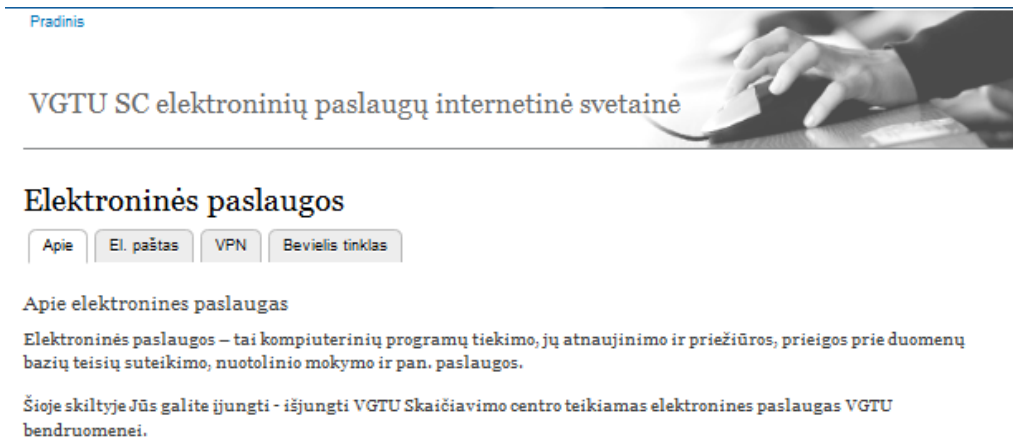 Pradinis
VGTU SC elektroninių paslaugų internetinė svetainė
Elektroninės paslaugos
Apie El. paštas VPN Bevielis tinklas
Apie elektronines paslaugas
Elektroninės paslaugos – tai kompiuterinių programų tiekimo, jų atnaujinimo ir priežiūros, prieigos prie duomenų
bazių teisių suteikimo, nuotolinio mokymo ir pan. paslaugos.
Šioje skiltyje Jūs galite įjungti - išjungti VGTU Skaičiavimo centro teikiamas elektronines paslaugas VGTU
bendruomenei.